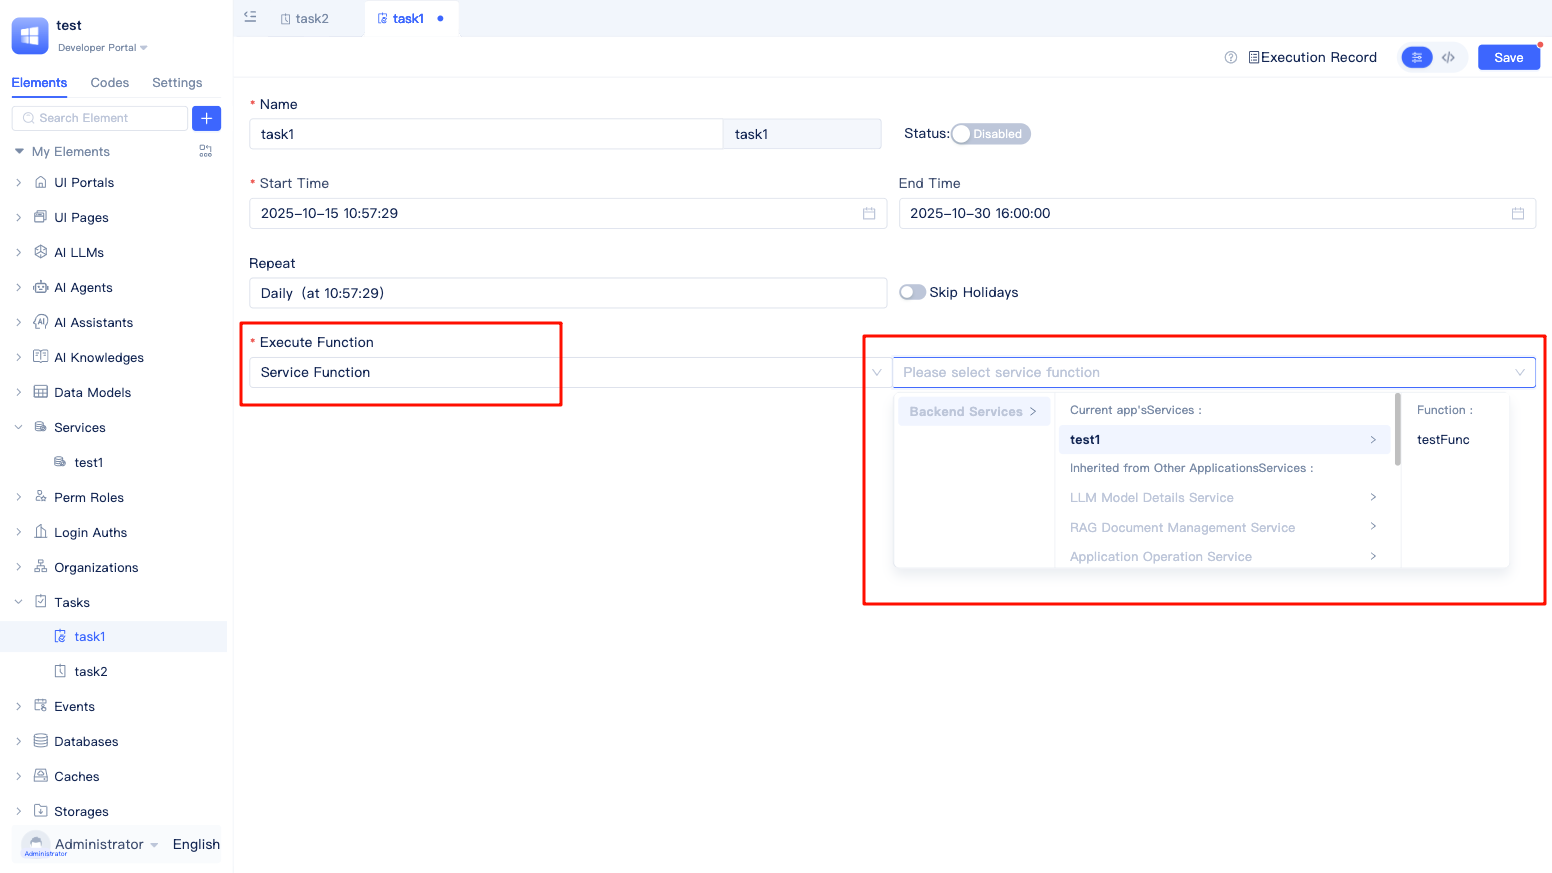 test
Developer Portal
Elements Codes Settings
Search Element
My Elements
UI Portals
UI Pages
AI LLMs
AI Agents
AI Assistants
AI Knowledges
Data Models
Services
test1
Perm Roles
Login Auths
Organizations
Tasks
task1
task2
Events
Databases
Caches
Storages
Administrator English
Administrator
task2 task1
Execution Record Save
* Name
task1 task1 Status: Disabled
* Start Time End Time
2025-10-15 10:57:29 2025-10-30 16:00:00
Repeat
Daily (at 10:57:29) Skip Holidays
* Execute Function
Service Function Please select service function
Backend Services Current app'sServices : Function :
test1 testFunc
Inherited from Other ApplicationsServices :
LLM Model Details Service
RAG Document Management Service
Application Operation Service